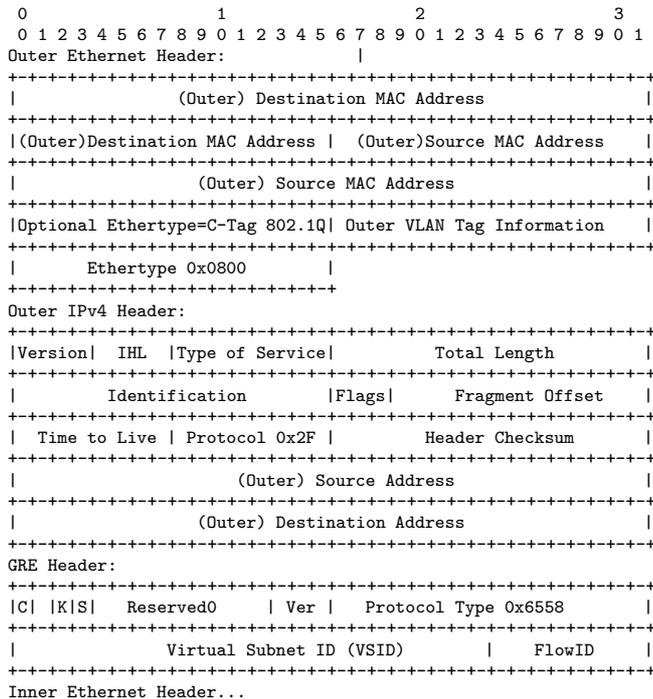 0                   1                   2                   3
0 1 2 3 4 5 6 7 8 9 0 1 2 3 4 5 6 7 8 9 0 1 2 3 4 5 6 7 8 9 0 1
Outer Ethernet Header:             |
+-+-+-+-+-+-+-+-+-+-+-+-+-+-+-+-+-+-+-+-+-+-+-+-+-+-+-+-+-+-+-+-+
|                (Outer) Destination MAC Address                |
+-+-+-+-+-+-+-+-+-+-+-+-+-+-+-+-+-+-+-+-+-+-+-+-+-+-+-+-+-+-+-+-+
|(Outer)Destination MAC Address |  (Outer)Source MAC Address    |
+-+-+-+-+-+-+-+-+-+-+-+-+-+-+-+-+-+-+-+-+-+-+-+-+-+-+-+-+-+-+-+-+
|                  (Outer) Source MAC Address                   |
+-+-+-+-+-+-+-+-+-+-+-+-+-+-+-+-+-+-+-+-+-+-+-+-+-+-+-+-+-+-+-+-+
|Optional Ethertype=C-Tag 802.1Q| Outer VLAN Tag Information    |
+-+-+-+-+-+-+-+-+-+-+-+-+-+-+-+-+-+-+-+-+-+-+-+-+-+-+-+-+-+-+-+-+
|       Ethertype 0x0800        |
+-+-+-+-+-+-+-+-+-+-+-+-+-+-+-+-+
Outer IPv4 Header:
+-+-+-+-+-+-+-+-+-+-+-+-+-+-+-+-+-+-+-+-+-+-+-+-+-+-+-+-+-+-+-+-+
|Version|  IHL  |Type of Service|          Total Length         |
+-+-+-+-+-+-+-+-+-+-+-+-+-+-+-+-+-+-+-+-+-+-+-+-+-+-+-+-+-+-+-+-+
|         Identification        |Flags|      Fragment Offset    |
+-+-+-+-+-+-+-+-+-+-+-+-+-+-+-+-+-+-+-+-+-+-+-+-+-+-+-+-+-+-+-+-+
|  Time to Live | Protocol 0x2F |         Header Checksum       |
+-+-+-+-+-+-+-+-+-+-+-+-+-+-+-+-+-+-+-+-+-+-+-+-+-+-+-+-+-+-+-+-+
|                      (Outer) Source Address                   |
+-+-+-+-+-+-+-+-+-+-+-+-+-+-+-+-+-+-+-+-+-+-+-+-+-+-+-+-+-+-+-+-+
|                  (Outer) Destination Address                  |
+-+-+-+-+-+-+-+-+-+-+-+-+-+-+-+-+-+-+-+-+-+-+-+-+-+-+-+-+-+-+-+-+
GRE Header:
+-+-+-+-+-+-+-+-+-+-+-+-+-+-+-+-+-+-+-+-+-+-+-+-+-+-+-+-+-+-+-+-+
|C| |K|S|   Reserved0     | Ver |   Protocol Type 0x6558        |
+-+-+-+-+-+-+-+-+-+-+-+-+-+-+-+-+-+-+-+-+-+-+-+-+-+-+-+-+-+-+-+-+
|               Virtual Subnet ID (VSID)        |    FlowID     |
+-+-+-+-+-+-+-+-+-+-+-+-+-+-+-+-+-+-+-+-+-+-+-+-+-+-+-+-+-+-+-+-+
Inner Ethernet Header...